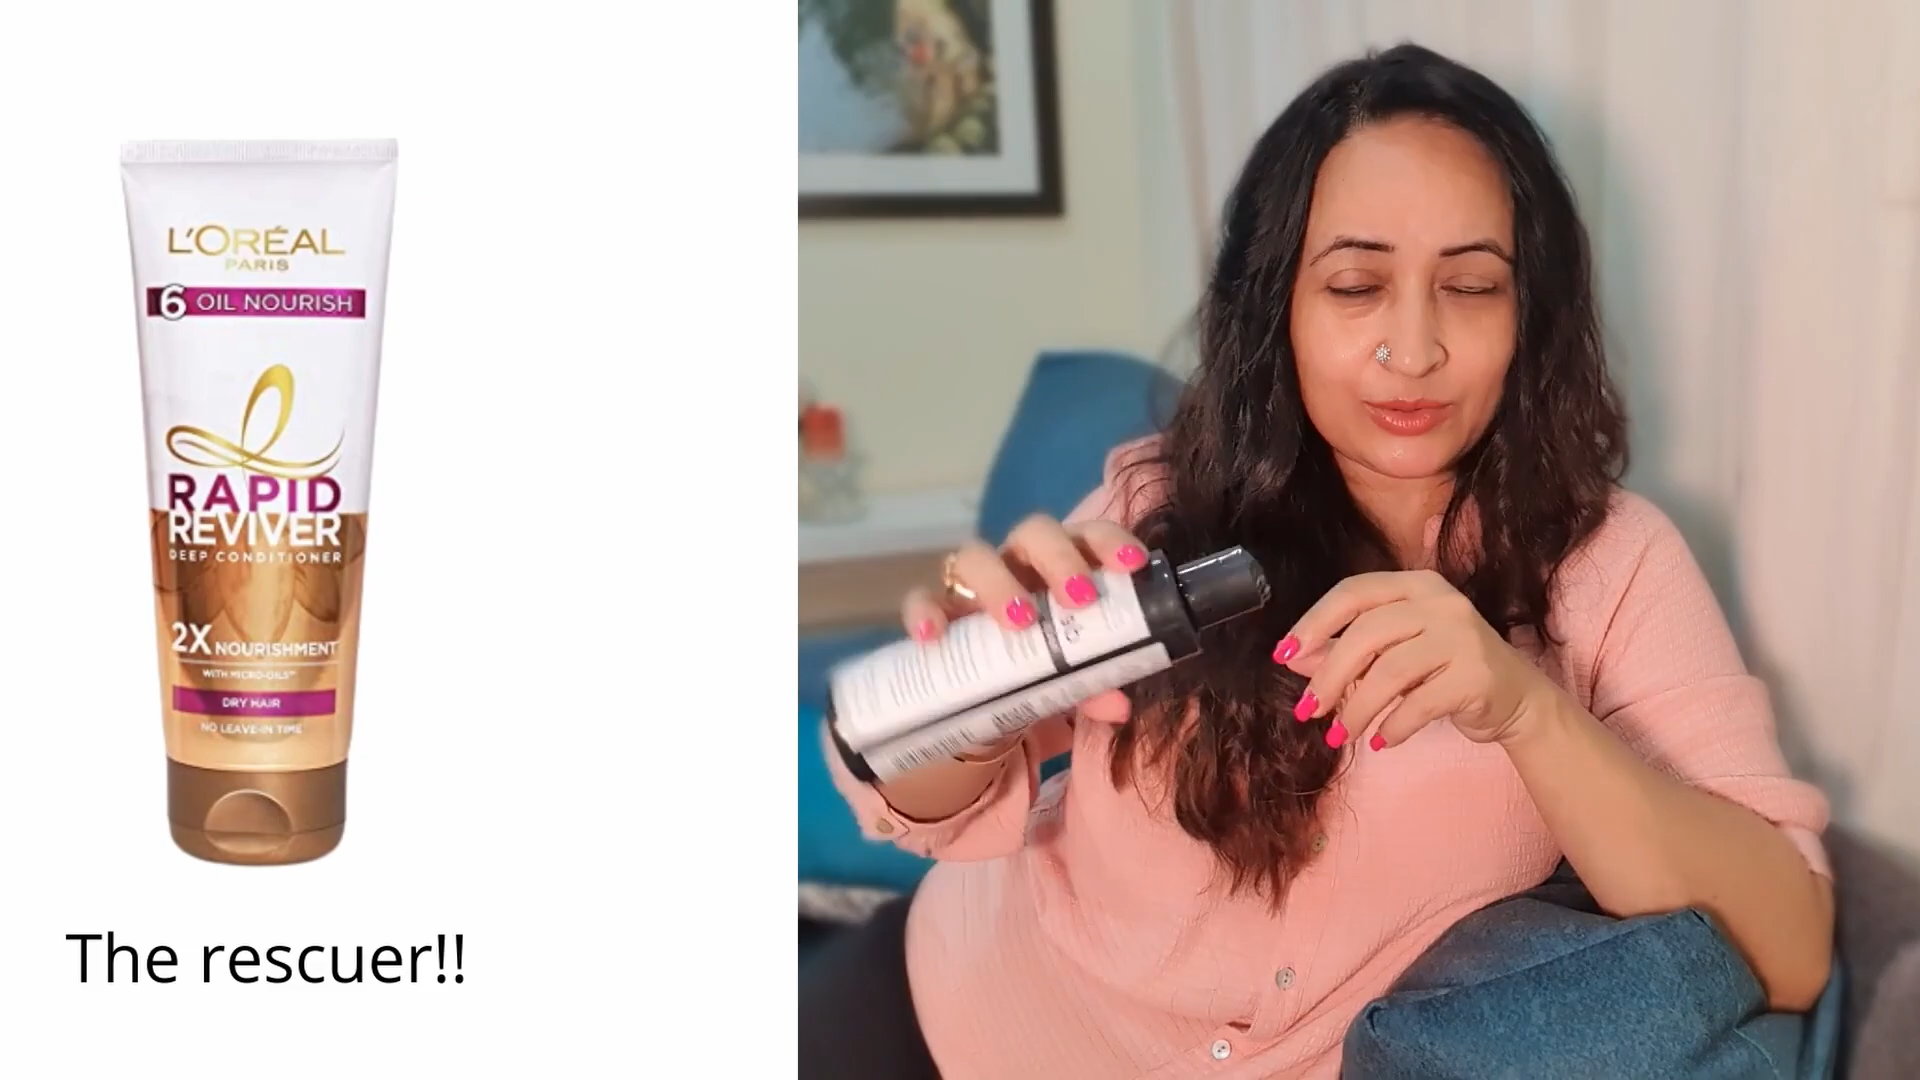 L'ORÉAL
PARIS
6 OIL NOURISH
RAPID
REVIVER
DEEP CONDITIONER
2X NOURISHMENT
WITH MICRO-OILS™
DRY HAIR
NO LEAVE-IN TIME
The rescuer!!